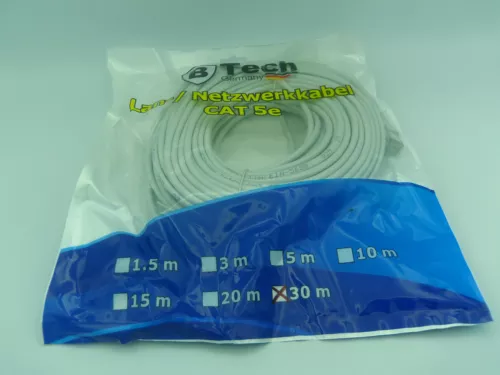 B Tech
Germany
Lan-/ Netzwerkkabel
CAT 5e
1.5 m 3 m 5 m 10 m
15 m 20 m 30 m